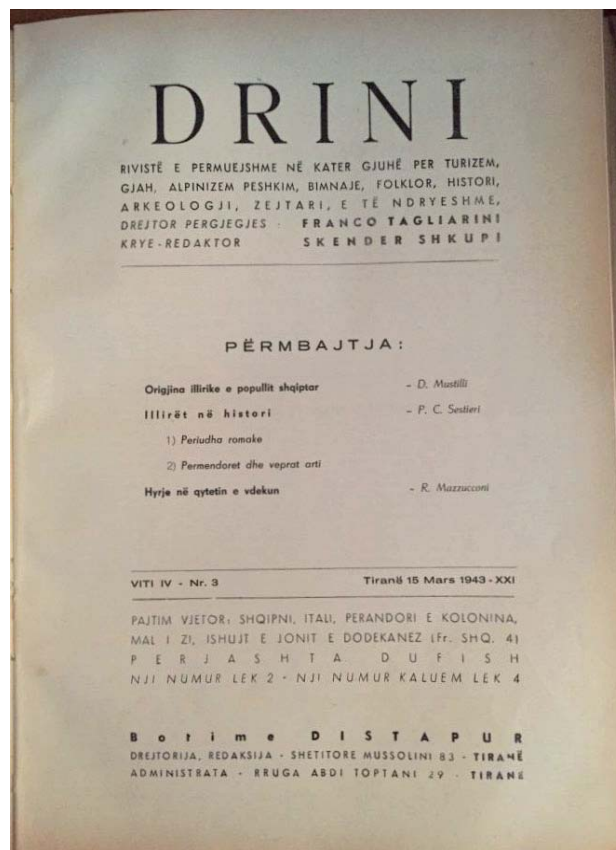 DRINI
RIVISTË E PERMUEJSHME NË KATER GJUHË PER TURIZEM,
GJAH, ALPINIZEM PESHKIM, BIMNAJE, FOLKLOR, HISTORI,
ARKEOLOGJI, ZEJTARI, E TË NDRYESHME,
DREJTOR PERGJEGJES - FRANCO TAGLIARINI
KRYE-REDAKTOR SKENDER SHKUPI
PËRMBAJTJA:
Origjina illirike e popullit shqiptar - D. Mustilli
Illirët në histori - P. C. Sestieri
1) Periudha romake
2) Permendoret dhe veprat arti
Hyrje në qytetin e vdekun - R. Mazzucconi
VITI IV - Nr. 3 Tiranë 15 Mars 1943-XXI
PAJTIM VJETOR: SHQIPNI, ITALI, PERANDORI E KOLONINA,
MAL I ZI, ISHUJT E JONIT E DODEKANEZ (Fr. SHQ. 4)
PERJASHTA DUFISH
NJI NUMUR LEK 2 - NJI NUMUR KALUEM LEK 4
Botime DISTAPUR
DREJTORIJA, REDAKSIJA - SHETITORE MUSSOLINI 83 - TIRANË
ADMINISTRATA - RRUGA ABDI TOPTANI 29 - TIRANË